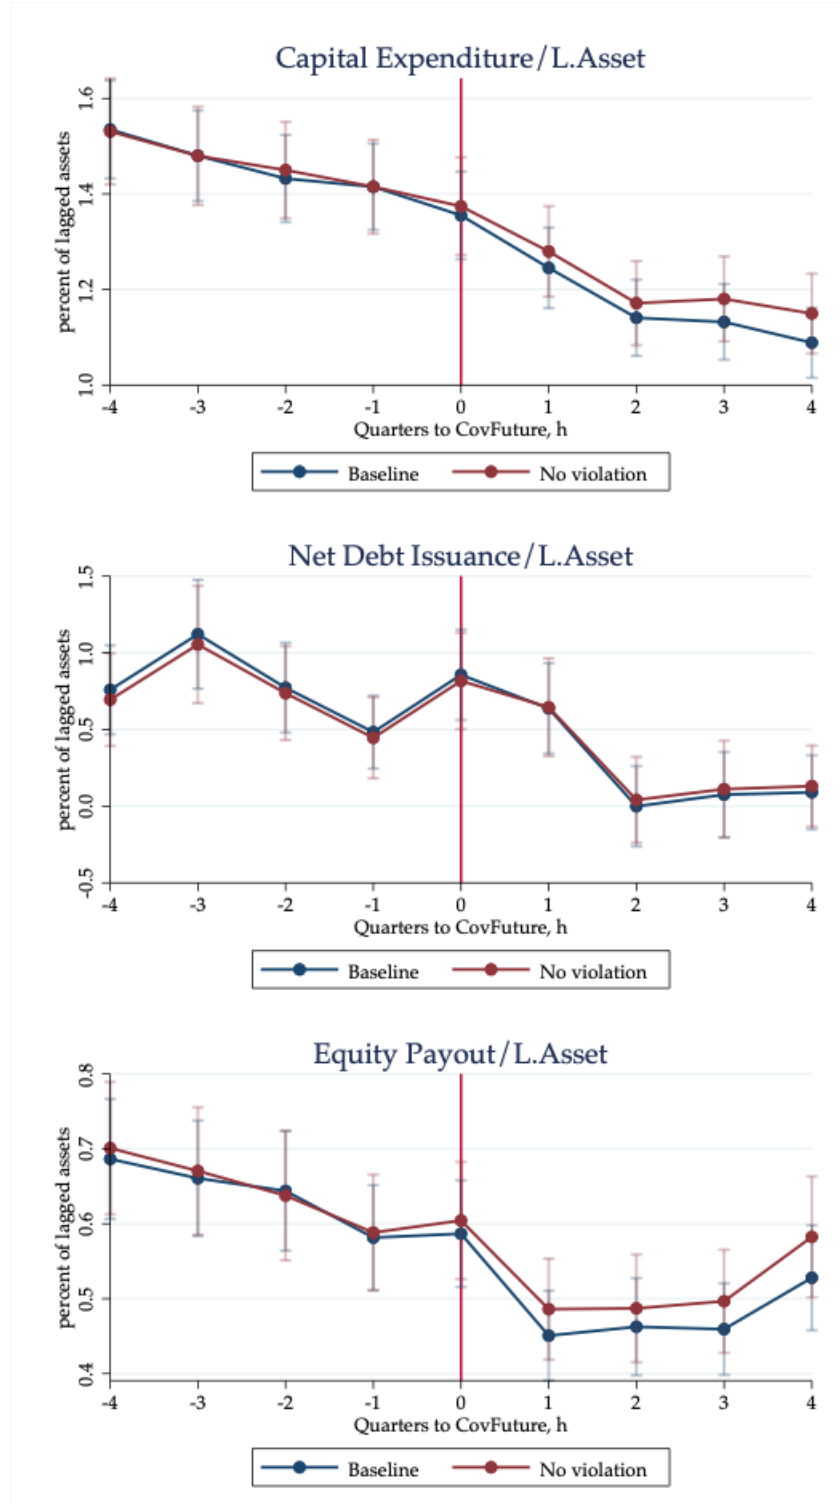 Capital Expenditure/L.Asset
percent of lagged assets
1.6
1.4
1.2
1.0
-4 -3 -2 -1 0 1 2 3 4
Quarters to CovFuture, h
Baseline No violation
Net Debt Issuance/L.Asset
percent of lagged assets
1.5
1.0
0.5
0.0
-0.5
-4 -3 -2 -1 0 1 2 3 4
Quarters to CovFuture, h
Baseline No violation
Equity Payout/L.Asset
percent of lagged assets
0.8
0.7
0.6
0.5
0.4
-4 -3 -2 -1 0 1 2 3 4
Quarters to CovFuture, h
Baseline No violation